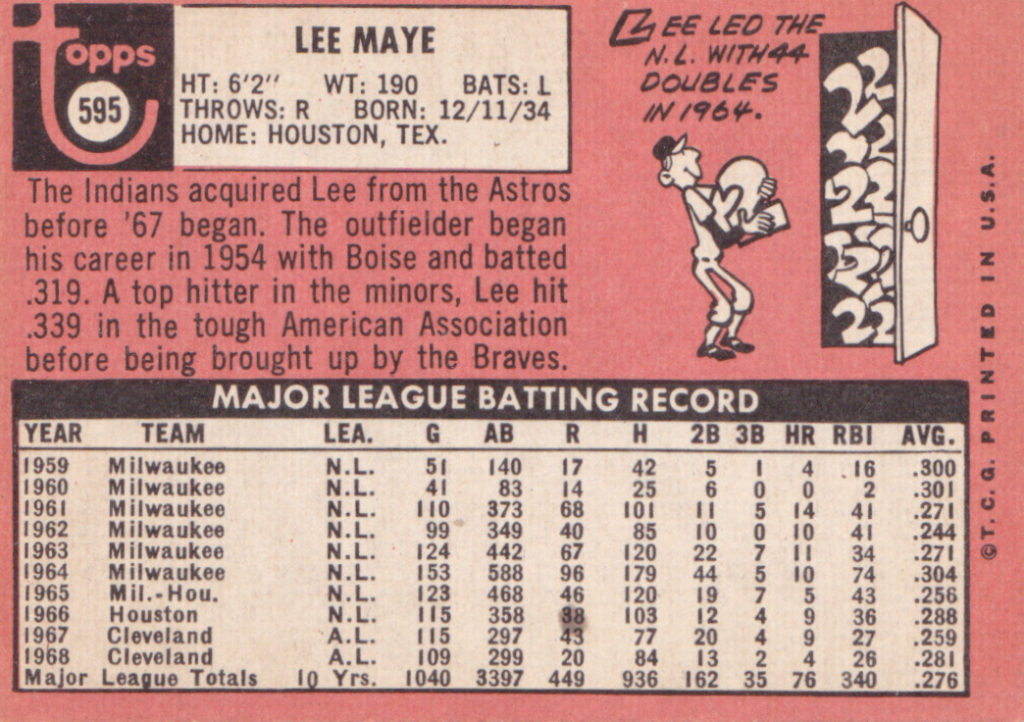 topps
595
LEE MAYE
HT: 6'2" WT: 190 BATS: L
THROWS: R BORN: 12/11/34
HOME: HOUSTON, TEX.
The Indians acquired Lee from the Astros
before '67 began. The outfielder began
his career in 1954 with Boise and batted
.319. A top hitter in the minors, Lee hit
.339 in the tough American Association
before being brought up by the Braves.
LEE LED THE
N.L. WITH 44
DOUBLES
IN 1964.
2
22
22
22
22
22
MAJOR LEAGUE BATTING RECORD
YEAR TEAM LEA. G AB R H 2B 3B HR RBI AVG.
1959 Milwaukee N.L. 51 140 17 42 5 1 4 16 .300
1960 Milwaukee N.L. 41 83 14 25 6 0 0 2 .301
1961 Milwaukee N.L. 110 373 68 101 11 5 14 41 .271
1962 Milwaukee N.L. 99 349 40 85 10 0 10 41 .244
1963 Milwaukee N.L. 124 442 67 120 22 7 11 34 .271
1964 Milwaukee N.L. 153 588 96 179 44 5 10 74 .304
1965 Mil.-Hou. N.L. 123 468 46 120 19 7 5 43 .256
1966 Houston N.L. 115 358 38 103 12 4 9 36 .288
1967 Cleveland A.L. 115 297 43 77 20 4 9 27 .259
1968 Cleveland A.L. 109 299 20 84 13 2 4 26 .281
Major League Totals 10 Yrs. 1040 3397 449 936 162 35 76 340 .276
©T.C.G. PRINTED IN U.S.A.